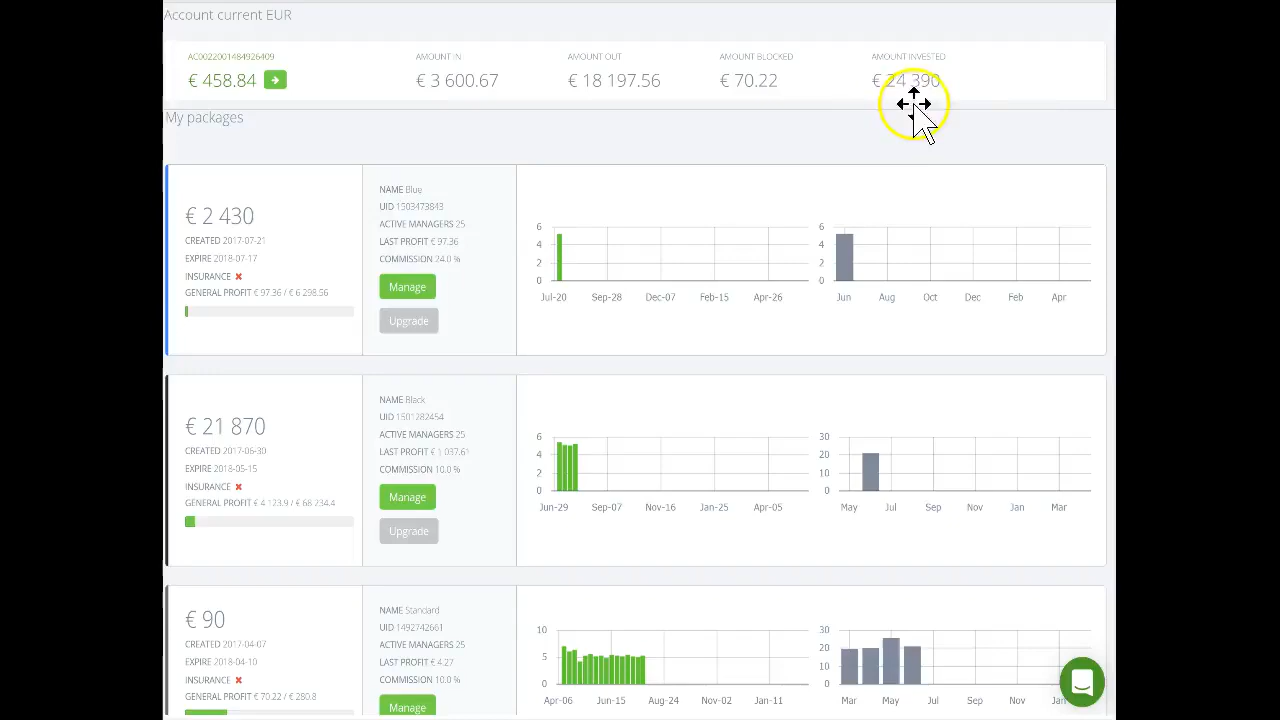 Account current EUR
AC0022001484926409 AMOUNT IN AMOUNT OUT AMOUNT BLOCKED AMOUNT INVESTED
€ 458.84 € 3 600.67 € 18 197.56 € 70.22 € 24 390
My packages
€ 2 430
CREATED 2017-07-21
EXPIRE 2018-07-17
INSURANCE ✖
GENERAL PROFIT € 97.36 / € 6 298.56
NAME Blue
UID 1503473843
ACTIVE MANAGERS 25
LAST PROFIT € 97.36
COMMISSION 24.0 %
Manage
Upgrade
6
4
2
0
Jul-20 Sep-28 Dec-07 Feb-15 Apr-26
6
4
2
0
Jun Aug Oct Dec Feb Apr
€ 21 870
CREATED 2017-06-30
EXPIRE 2018-05-15
INSURANCE ✖
GENERAL PROFIT € 4 123.9 / € 68 234.4
NAME Black
UID 1501282454
ACTIVE MANAGERS 25
LAST PROFIT € 1 037.61
COMMISSION 10.0 %
Manage
Upgrade
6
4
2
0
Jun-29 Sep-07 Nov-16 Jan-25 Apr-05
30
20
10
0
May Jul Sep Nov Jan Mar
€ 90
CREATED 2017-04-07
EXPIRE 2018-04-10
INSURANCE ✖
GENERAL PROFIT € 70.22 / € 280.8
NAME Standard
UID 1492742661
ACTIVE MANAGERS 25
LAST PROFIT € 4.27
COMMISSION 10.0 %
Manage
10
5
0
Apr-06 Jun-15 Aug-24 Nov-02 Jan-11
30
20
10
0
Mar May Jul Sep Nov